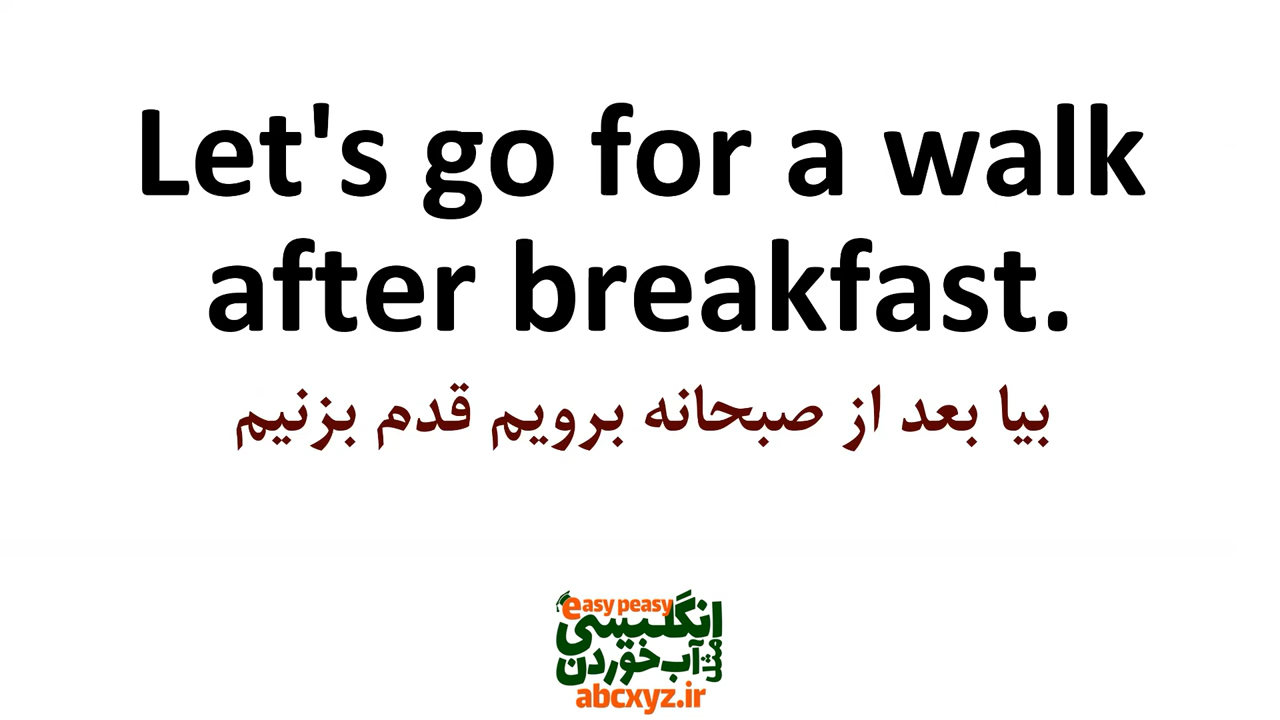 Let's go for a walk
after breakfast.
بیا بعد از صبحانه برویم قدم بزنیم
easy peasy
انگلیسی
مثل آب خوردن
abcxyz.ir